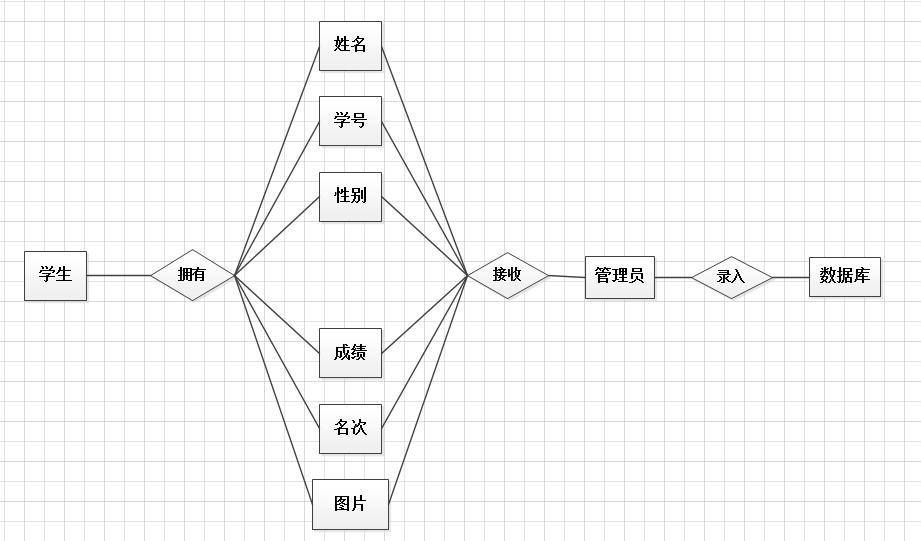 姓名
学号
性别
学生
拥有
接收
管理员
录入
数据库
成绩
名次
图片